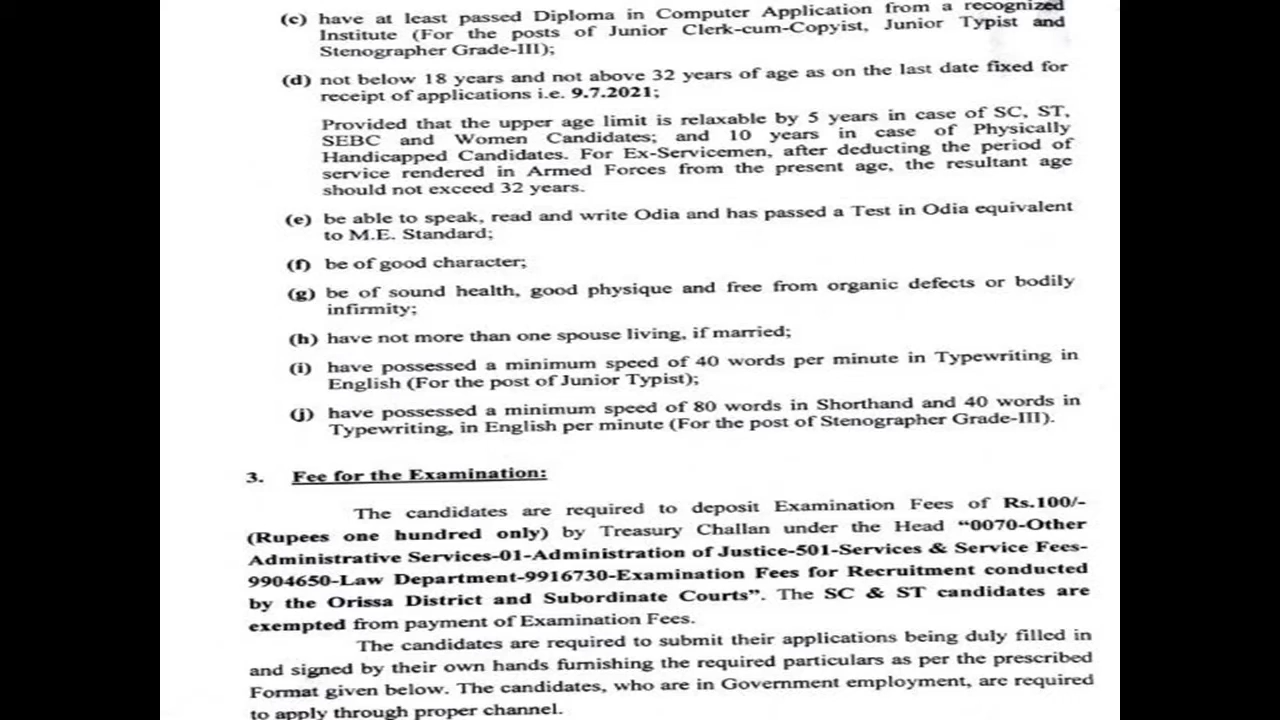 (c) have at least passed Diploma in Computer Application from a recognized
Institute (For the posts of Junior Clerk-cum-Copyist, Junior Typist and
Stenographer Grade-III);
(d) not below 18 years and not above 32 years of age as on the last date fixed for
receipt of applications i.e. 9.7.2021;
Provided that the upper age limit is relaxable by 5 years in case of SC, ST,
SEBC and Women Candidates; and 10 years in case of Physically
Handicapped Candidates. For Ex-Servicemen, after deducting the period of
service rendered in Armed Forces from the present age, the resultant age
should not exceed 32 years.
(e) be able to speak, read and write Odia and has passed a Test in Odia equivalent
to M.E. Standard;
(f) be of good character;
(g) be of sound health, good physique and free from organic defects or bodily
infirmity;
(h) have not more than one spouse living, if married;
(i) have possessed a minimum speed of 40 words per minute in Typewriting in
English (For the post of Junior Typist);
(j) have possessed a minimum speed of 80 words in Shorthand and 40 words in
Typewriting, in English per minute (For the post of Stenographer Grade-III).
3. Fee for the Examination:
The candidates are required to deposit Examination Fees of Rs.100/-
(Rupees one hundred only) by Treasury Challan under the Head "0070-Other
Administrative Services-01-Administration of Justice-501-Services & Service Fees-
9904650-Law Department-9916730-Examination Fees for Recruitment conducted
by the Orissa District and Subordinate Courts". The SC & ST candidates are
exempted from payment of Examination Fees.
The candidates are required to submit their applications being duly filled in
and signed by their own hands furnishing the required particulars as per the prescribed
Format given below. The candidates, who are in Government employment, are required
to apply through proper channel.